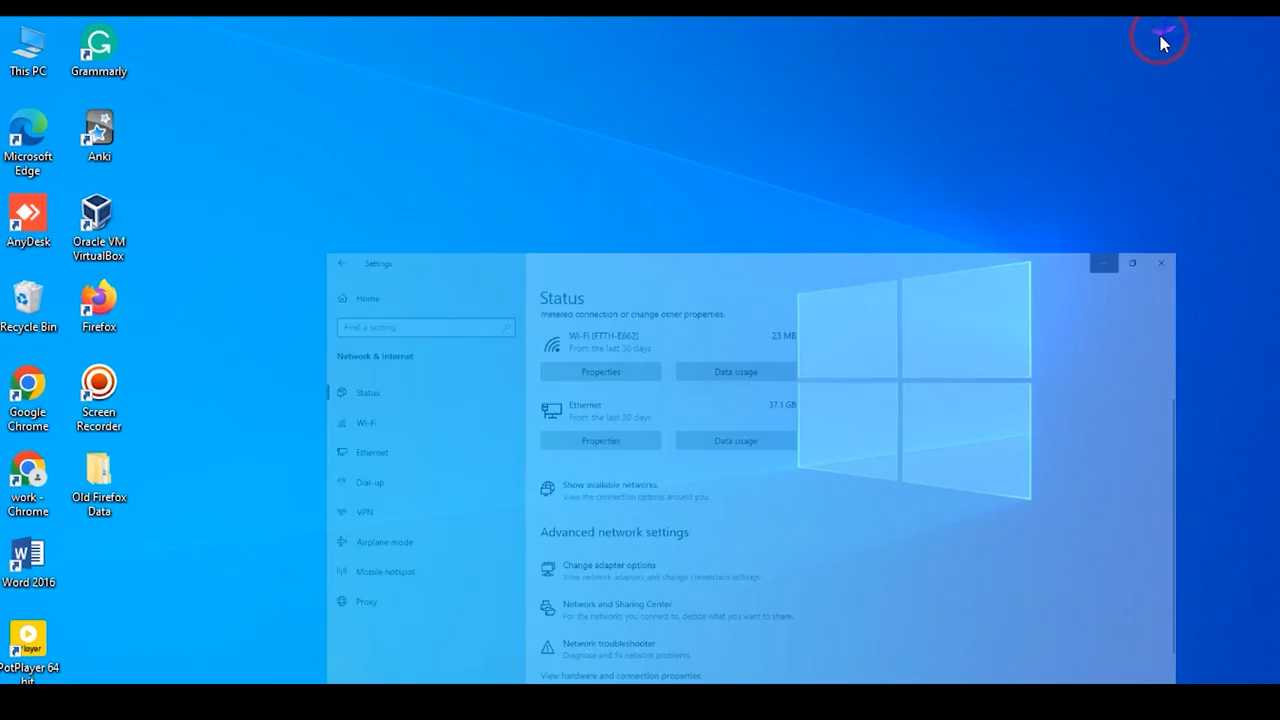 This PC
Grammarly
Microsoft
Edge
Anki
AnyDesk
Oracle VM
VirtualBox
Recycle Bin
Firefox
Google
Chrome
Screen
Recorder
work -
Chrome
Old Firefox
Data
Word 2016
Player
PotPlayer 64
bit
Settings
Home
Find a setting
Network & Internet
Status
Wi-Fi
Ethernet
Dial-up
VPN
Airplane mode
Mobile hotspot
Proxy
Status
metered connection or change other properties.
Wi-Fi (FTTH-E662) 23 MB
From the last 30 days
Properties Data usage
Ethernet 37.1 GB
From the last 30 days
Properties Data usage
Show available networks
View the connection options around you.
Advanced network settings
Change adapter options
View network adapters and change connection settings.
Network and Sharing Center
For the networks you connect to, decide what you want to share.
Network troubleshooter
Diagnose and fix network problems.
View hardware and connection properties